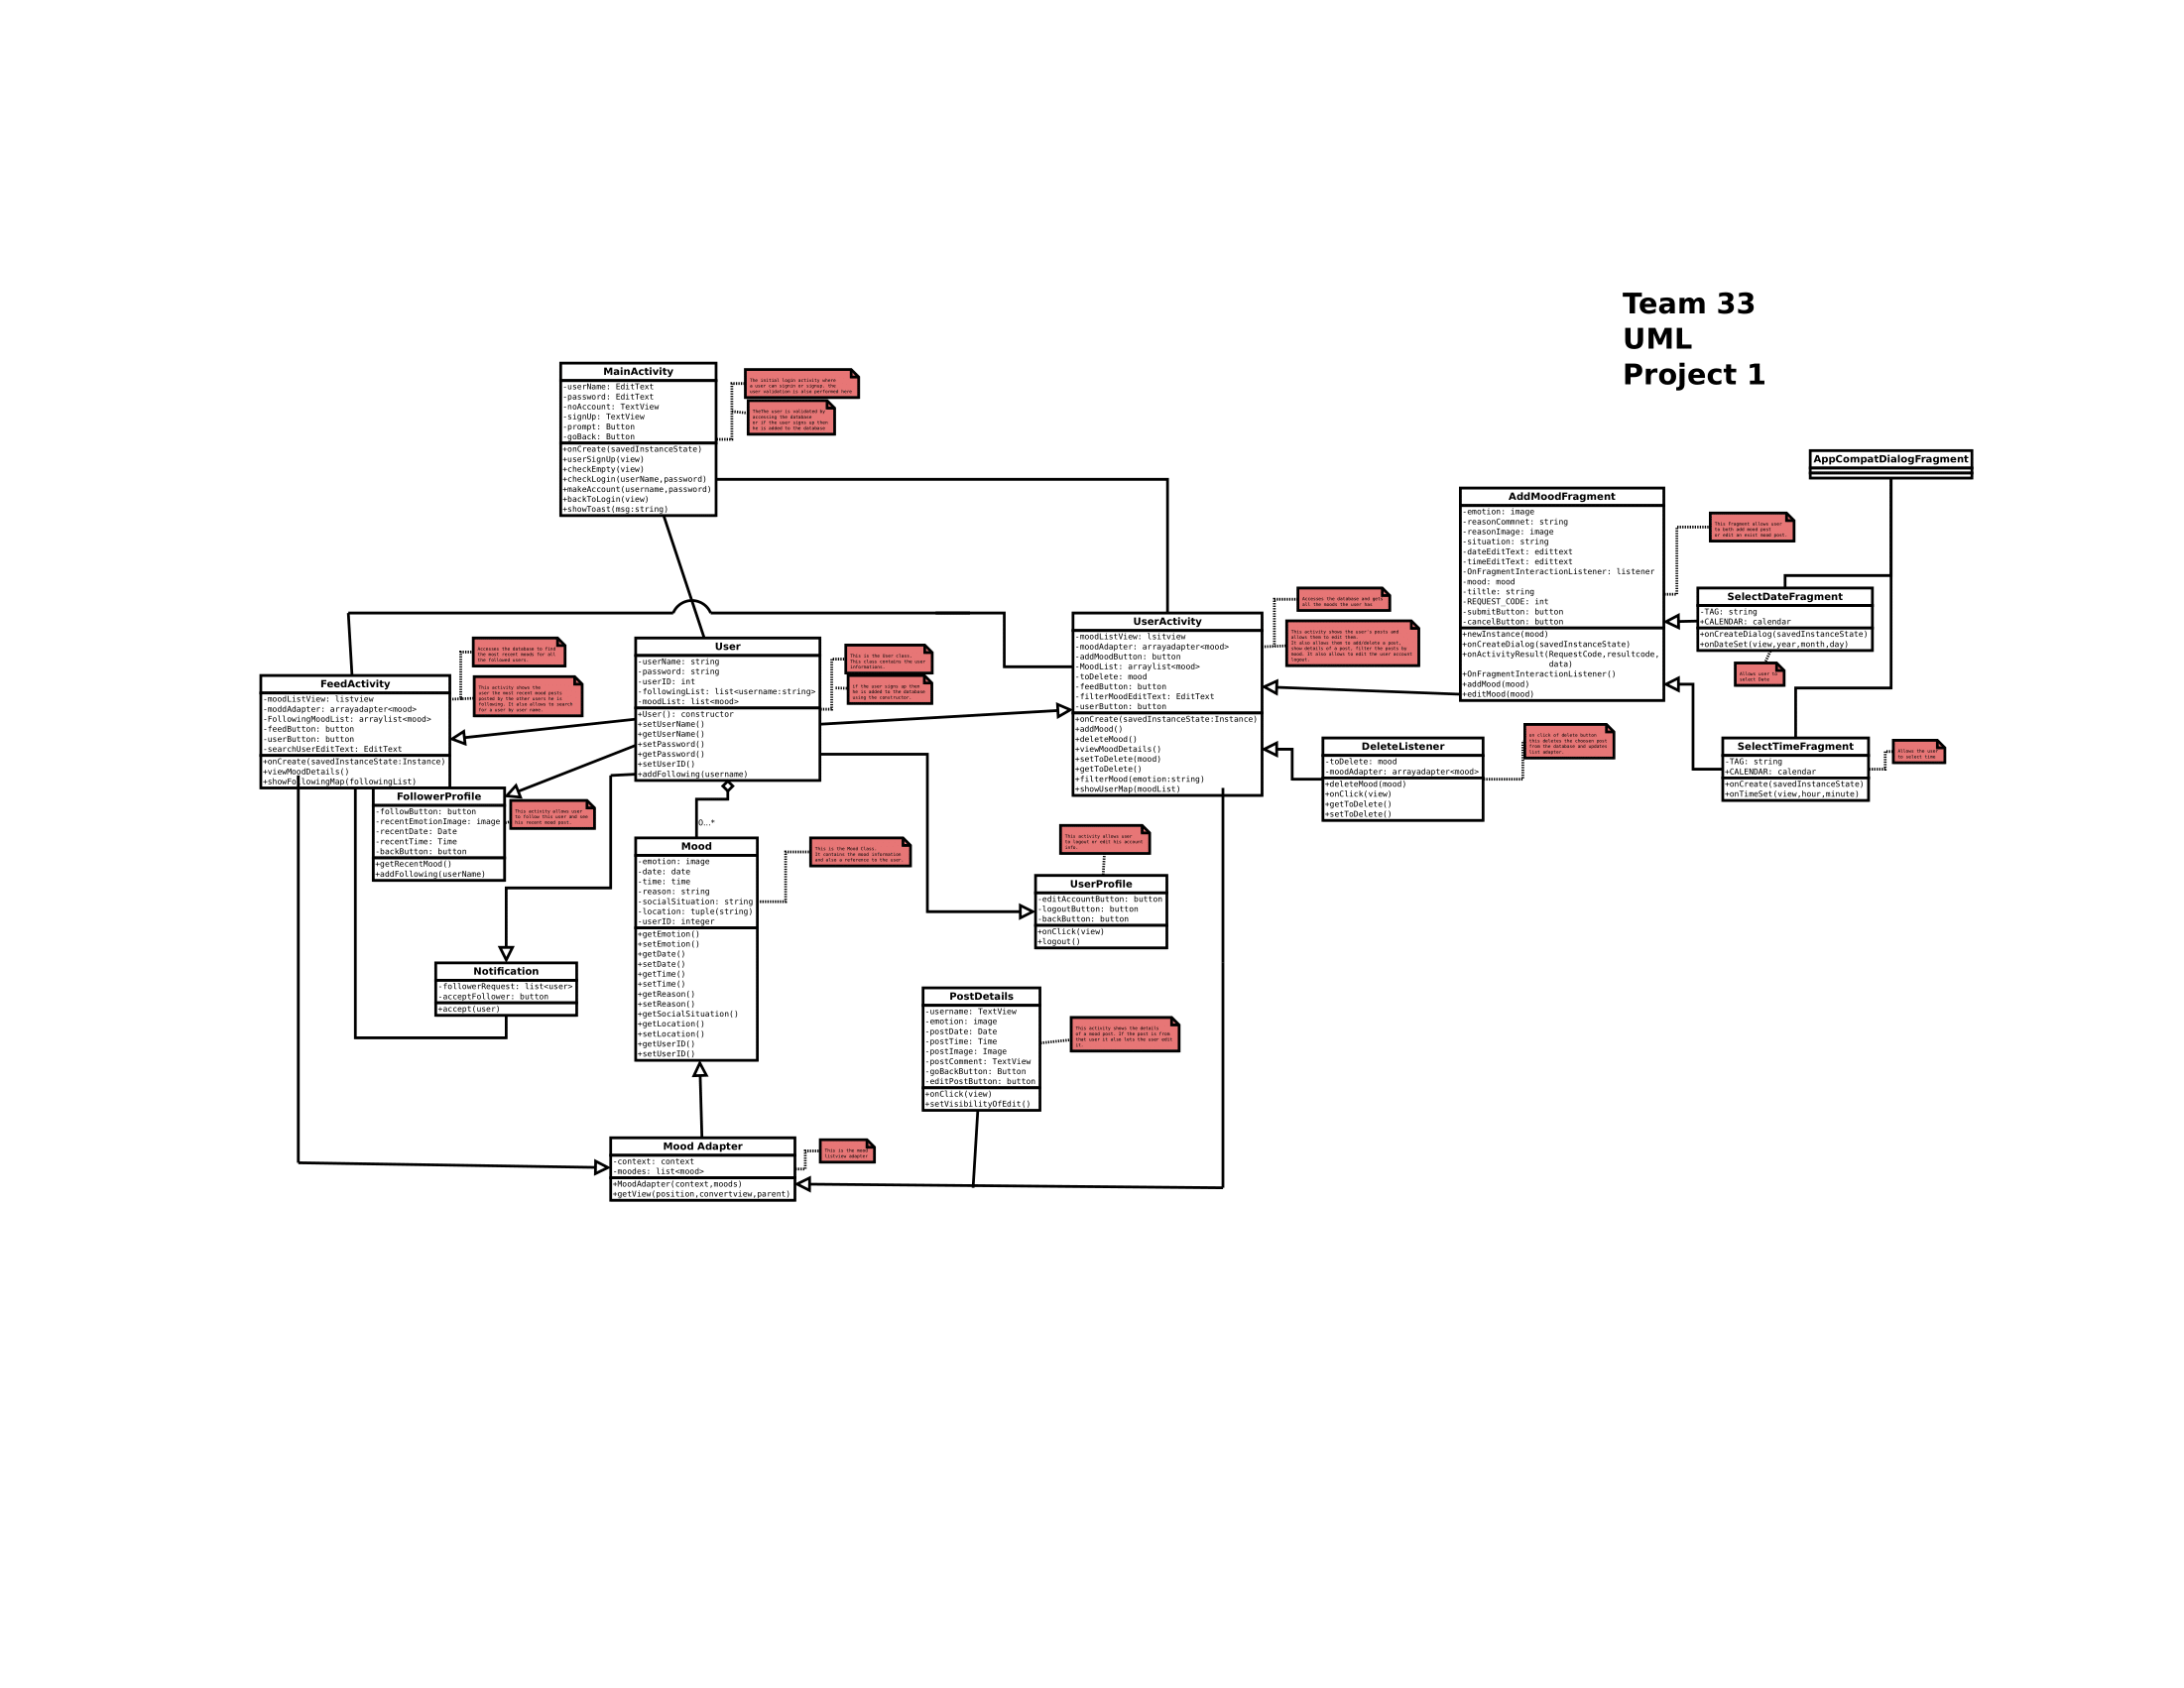 Team 33
UML
Project 1
MainActivity
-userName: EditText
-password: EditText
-noAccount: TextView
-signUp: TextView
-prompt: Button
-goBack: Button
+onCreate(savedInstanceState)
+userSignUp(view)
+checkEmpty(view)
+checkLogin(userName,password)
+makeAccount(username,password)
+backToLogin(view)
+showToast(msg:string)
The initial login activity where
a user can signin or signup. the
user validation is also performed here
TheThe user is validated by
accessing the database
or if the user signs up then
he is added to the database
AppCompatDialogFragment
AddMoodFragment
-emotion: image
-reasonCommnet: string
-reasonImage: image
-situation: string
-dateEditText: edittext
-timeEditText: edittext
-OnFragmentInteractionListener: listener
-mood: mood
-tiltle: string
-REQUEST_CODE: int
-submitButton: button
-cancelButton: button
+newInstance(mood)
+onCreateDialog(savedInstanceState)
+onActivityResult(RequestCode,resultcode,
data)
+OnFragmentInteractionListener()
+addMood(mood)
+editMood(mood)
This Fragment allows user
to both add mood post
or edit an exist mood post.
SelectDateFragment
-TAG: string
+CALENDAR: calendar
+onCreateDialog(savedInstanceState)
+onDateSet(view,year,month,day)
Allows user to
select Date
SelectTimeFragment
-TAG: string
+CALENDAR: calendar
+onCreate(savedInstanceState)
+onTimeSet(view,hour,minute)
Allows the user
to select time
UserActivity
-moodListView: lsitview
-moodAdapter: arrayadapter<mood>
-addMoodButton: button
-MoodList: arraylist<mood>
-toDelete: mood
-feedButton: button
-filterMoodEditText: EditText
-userButton: button
+onCreate(savedInstanceState:Instance)
+addMood()
+deleteMood()
+viewMoodDetails()
+setToDelete(mood)
+getToDelete()
+filterMood(emotion:string)
+showUserMap(moodList)
Accesses the database and gets
all the moods the user has
This activity shows the user's posts and
allows them to edit them.
It also allows them to add/delete a post,
show details of a post, filter the posts by
mood. It also allows to edit the user account
logout.
DeleteListener
-toDelete: mood
-moodAdapter: arrayadapter<mood>
+deleteMood(mood)
+onClick(view)
+getToDelete()
+setToDelete()
on click of delete button
this deletes the choosen post
from the database and updates
list adapter.
User
-userName: string
-password: string
-userID: int
-followingList: list<username:string>
-moodList: list<mood>
+User(): constructor
+setUserName()
+getUserName()
+setPassword()
+getPassword()
+setUserID()
+addFollowing(username)
This is the User class.
This class contains the user
informations.
if the user signs up then
he is added to the database
using the constructor.
FeedActivity
-moodListView: listview
-moddAdapter: arrayadapter<mood>
-FollowingMoodList: arraylist<mood>
-feedButton: button
-userButton: button
-searchUserEditText: EditText
+onCreate(savedInstanceState:Instance)
+viewMoodDetails()
+showFollowingMap(followingList)
Accesses the database to find
the most recent moods for all
the followed users.
This activity shows the
user the most recent mood posts
posted by the other users he is
following. It also allows to search
for a user by user name.
FollowerProfile
-followButton: button
-recentEmotionImage: image
-recentDate: Date
-recentTime: Time
-backButton: button
+getRecentMood()
+addFollowing(userName)
This activity allows user
to follow this user and see
his recent mood post.
0...*
Mood
-emotion: image
-date: date
-time: time
-reason: string
-socialSituation: string
-location: tuple(string)
-userID: integer
+getEmotion()
+setEmotion()
+getDate()
+setDate()
+getTime()
+setTime()
+getReason()
+setReason()
+getSocialSituation()
+getLocation()
+setLocation()
+getUserID()
+setUserID()
This is the Mood Class.
It contains the mood information
and also a reference to the user.
This activity allows user
to logout or edit his account
info.
UserProfile
-editAccountButton: button
-logoutButton: button
-backButton: button
+onClick(view)
+logout()
Notification
-followerRequest: list<user>
-acceptFollower: button
+accept(user)
PostDetails
-username: TextView
-emotion: image
-postDate: Date
-postTime: Time
-postImage: Image
-postComment: TextView
-goBackButton: Button
-editPostButton: button
+onClick(view)
+setVisibilityOfEdit()
This activity shows the details
of a mood post. If the post is from
that user it also lets the user edit
it.
Mood Adapter
-context: context
-moodes: list<mood>
+MoodAdapter(context,moods)
+getView(position,convertview,parent)
This is the mood
listview adapter